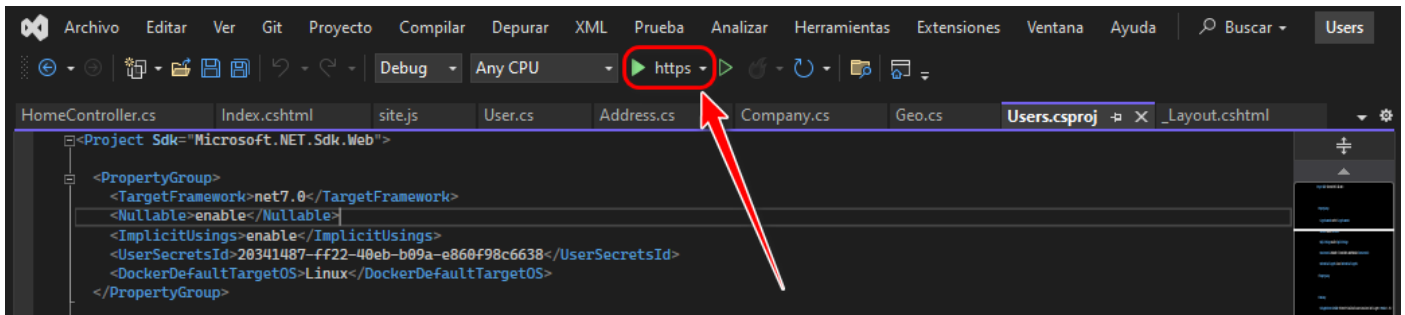 Archivo Editar Ver Git Proyecto Compilar Depurar XML Prueba Analizar Herramientas Extensiones Ventana Ayuda Buscar Users
Debug Any CPU https
HomeController.cs Index.cshtml site.js User.cs Address.cs Company.cs Geo.cs Users.csproj _Layout.cshtml
<Project Sdk="Microsoft.NET.Sdk.Web">
<PropertyGroup>
<TargetFramework>net7.0</TargetFramework>
<Nullable>enable</Nullable>
<ImplicitUsings>enable</ImplicitUsings>
<UserSecretsId>20341487-ff22-40eb-b09a-e860f98c6638</UserSecretsId>
<DockerDefaultTargetOS>Linux</DockerDefaultTargetOS>
</PropertyGroup>